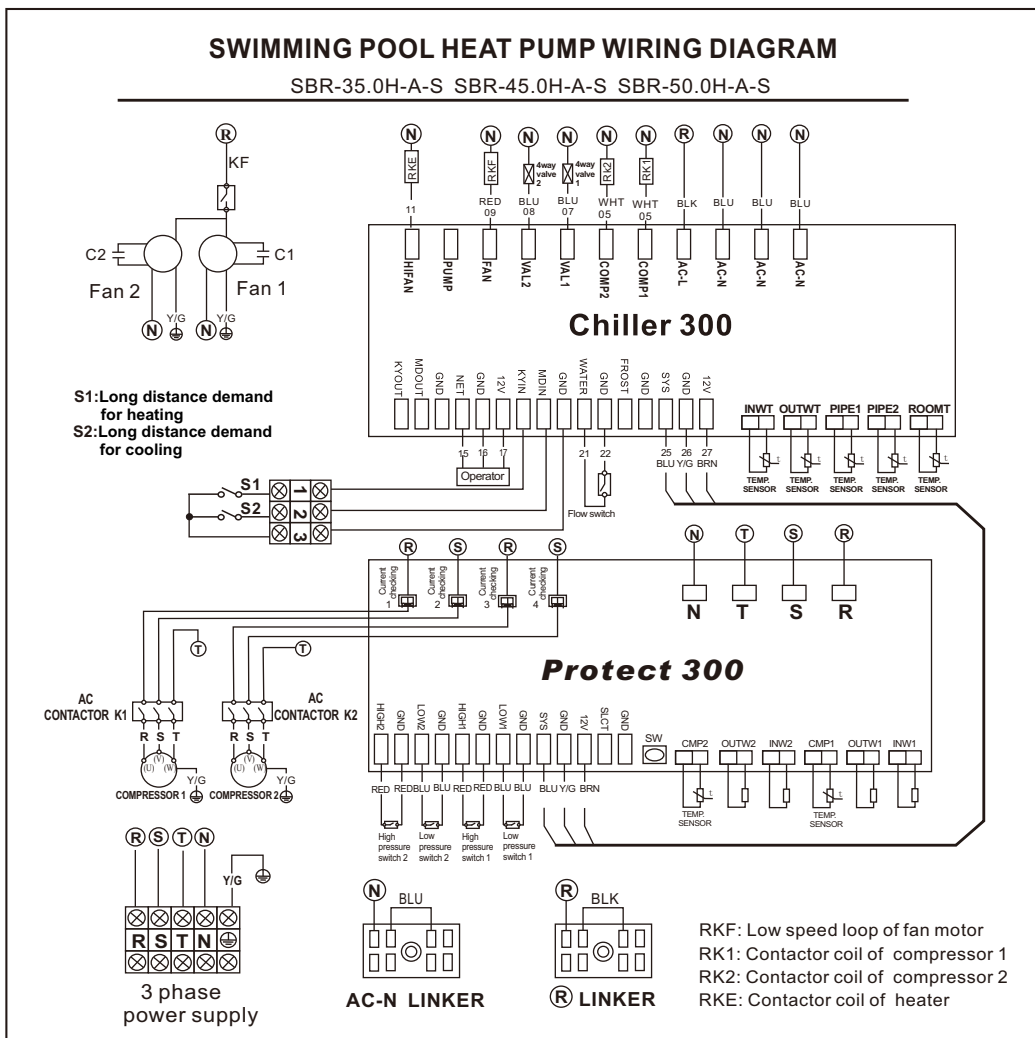 SWIMMING POOL HEAT PUMP WIRING DIAGRAM
SBR-35.0H-A-S SBR-45.0H-A-S SBR-50.0H-A-S
R
KF
C2
C1
Fan 2
Fan 1
N
Y/G
N
Y/G
N N N N N N R N N N
RKE
RKF
4way valve 2
4way valve 1
Rk2
RK1
11
RED 09
BLU 08
BLU 07
WHT 05
WHT 05
BLK
BLU
BLU
BLU
HIFAN
PUMP
FAN
VAL2
VAL1
COMP2
COMP1
AC-L
AC-N
AC-N
AC-N
Chiller 300
KYOUT
MDOUT
GND
NET
GND
12V
KYIN
MDIN
GND
WATER
GND
FROST
GND
SYS
GND
12V
INWT OUTWT PIPE1 PIPE2 ROOMT
t t t t t
TEMP. SENSOR
TEMP. SENSOR
TEMP. SENSOR
TEMP. SENSOR
TEMP. SENSOR
15 16 17
Operator
21 22
Flow switch
25 26 27
BLU Y/G BRN
S1:Long distance demand
for heating
S2:Long distance demand
for cooling
S1
S2
1
2
3
R S R S
Current checking 1
Current checking 2
Current checking 3
Current checking 4
N T S R
N T S R
Protect 300
T
T
AC
CONTACTOR K1
AC
CONTACTOR K2
R S T
R S T
(U) (V) (W)
(U) (V) (W)
Y/G
Y/G
COMPRESSOR 1
COMPRESSOR 2
HIGH2
GND
LOW2
GND
HIGH1
GND
LOW1
GND
SYS
GND
12V
SLCT
GND
SW
CMP2 OUTW2 INW2 CMP1 OUTW1 INW1
t t
TEMP.
SENSOR
TEMP.
SENSOR
RED REDBLU BLU RED RED BLU BLU BLU Y/G BRN
High pressure switch 2
Low pressure switch 2
High pressure switch 1
Low pressure switch 1
R S T N
Y/G
R S T N
3 phase
power supply
N
BLU
AC-N LINKER
R
BLK
R LINKER
RKF: Low speed loop of fan motor
RK1: Contactor coil of compressor 1
RK2: Contactor coil of compressor 2
RKE: Contactor coil of heater